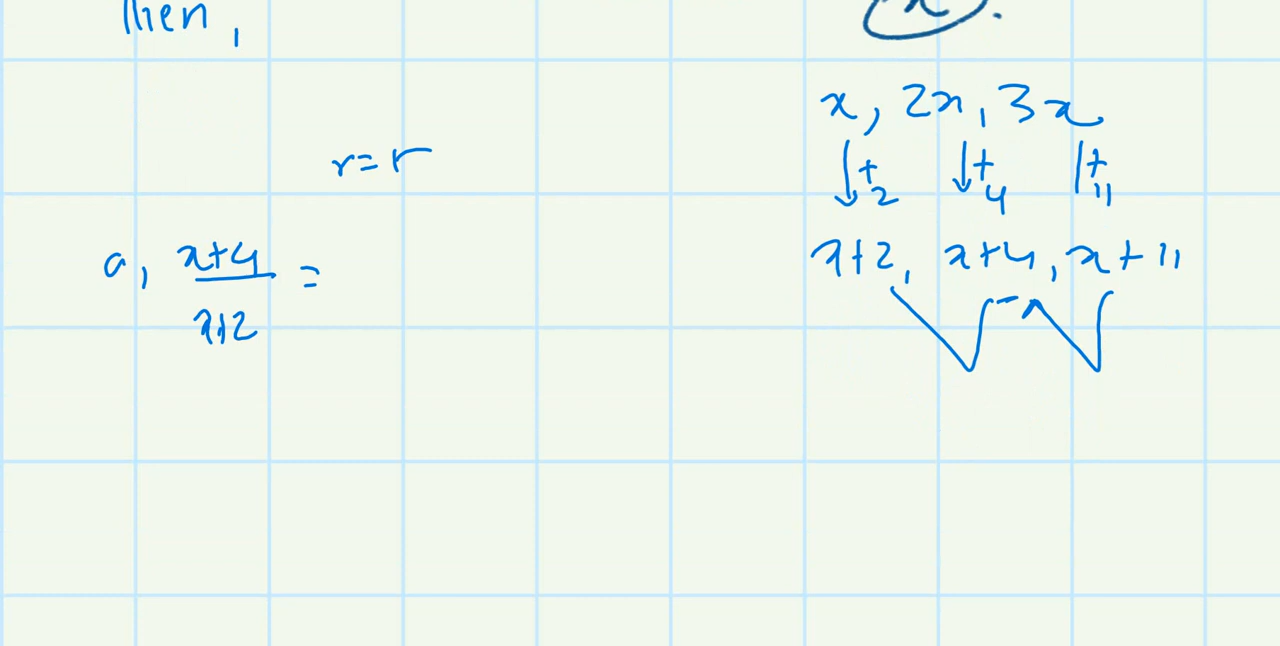 Then,
x.
x, 2x, 3x
+2 +4 +11
r = r
a, x+4/x+2 =
x+2, x+4, x+11